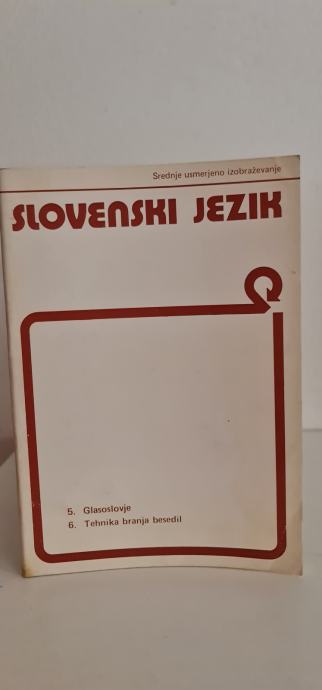 Srednje usmerjeno izobraževanje
SLOVENSKI JEZIK
5. Glasoslovje
6. Tehnika branja besedil